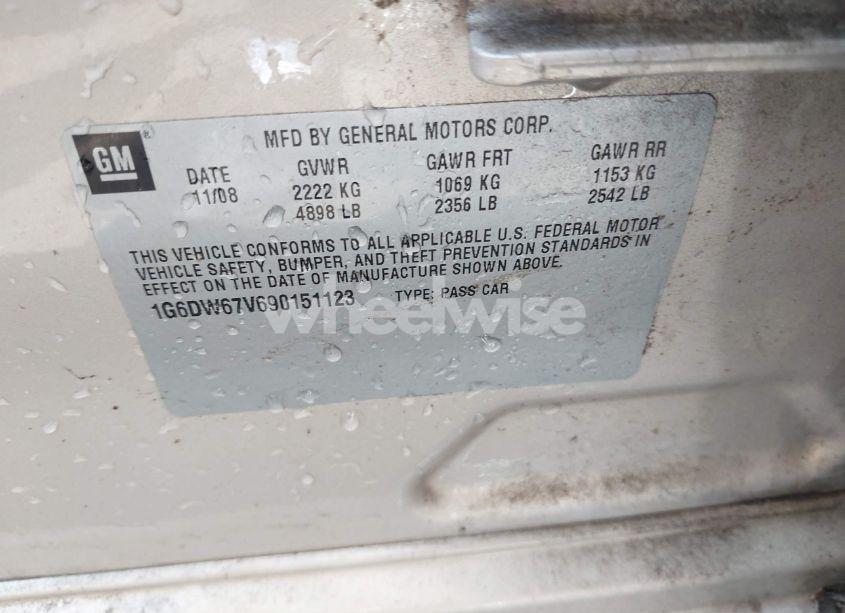 GM ®
MFD BY GENERAL MOTORS CORP.
DATE GVWR GAWR FRT GAWR RR
11/08 2222 KG 1069 KG 1153 KG
4898 LB 2356 LB 2542 LB
THIS VEHICLE CONFORMS TO ALL APPLICABLE U.S. FEDERAL MOTOR
VEHICLE SAFETY, BUMPER, AND THEFT PREVENTION STANDARDS IN
EFFECT ON THE DATE OF MANUFACTURE SHOWN ABOVE.
1G6DW67V690151123 TYPE: PASS CAR
wheelwise